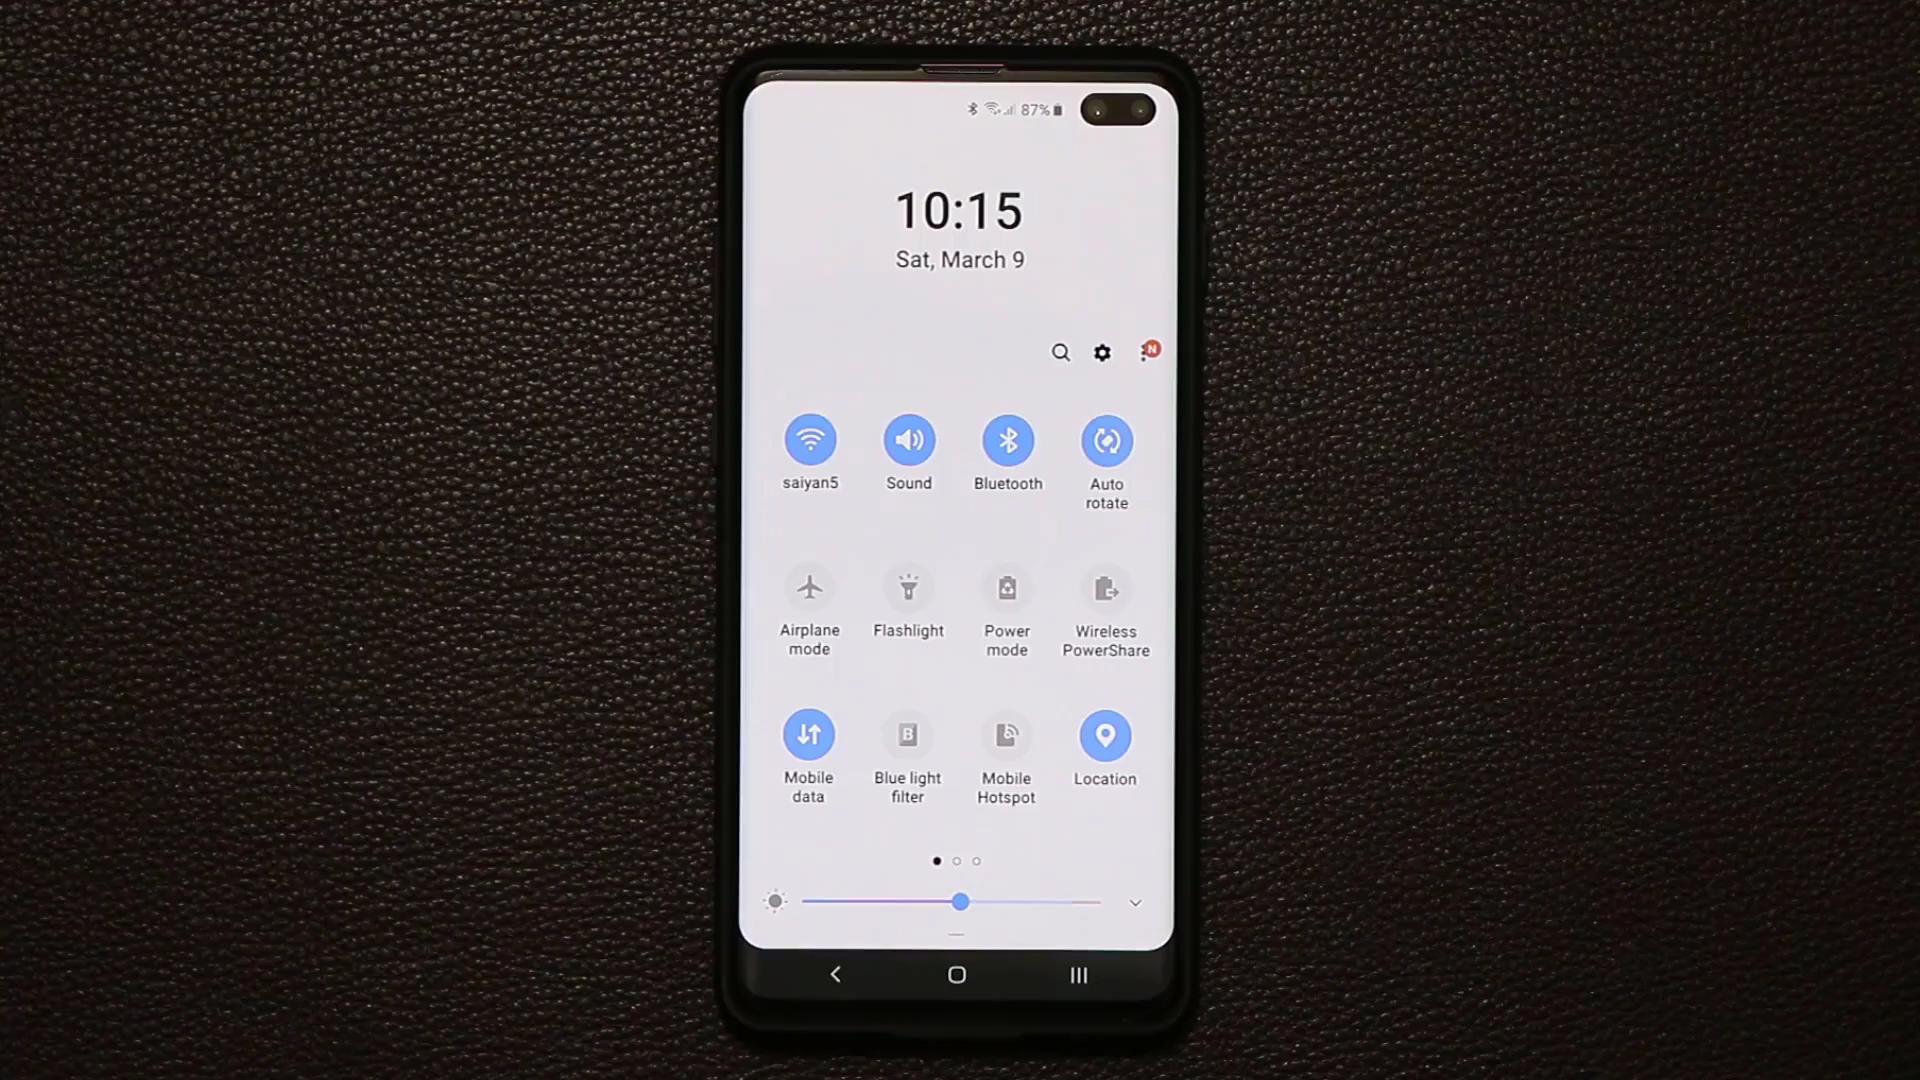 87%
10:15
Sat, March 9
N
saiyan5
Sound
Bluetooth
Auto
rotate
Airplane
mode
Flashlight
Power
mode
Wireless
PowerShare
Mobile
data
B
Blue light
filter
Mobile
Hotspot
Location